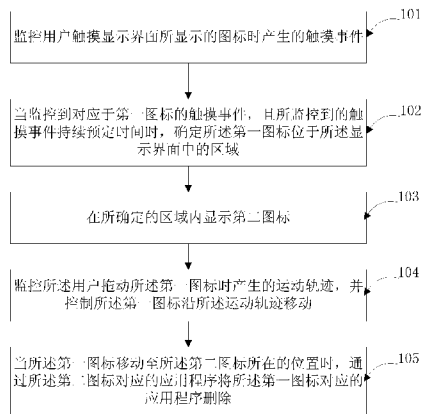 101
监控用户触摸显示界面所显示的图标时产生的触摸事件
102
当监控到对应于第一图标的触摸事件，且所监控到的触
摸事件持续预定时间时，确定所述第一图标位于所述显
示界面中的区域
103
在所确定的区域内显示第二图标
104
监控所述用户拖动所述第一图标时产生的运动轨迹，并
控制所述第一图标沿所述运动轨迹移动
105
当所述第一图标移动至所述第二图标所在的位置时，通
过所述第二图标对应的应用程序将所述第一图标对应的
应用程序删除